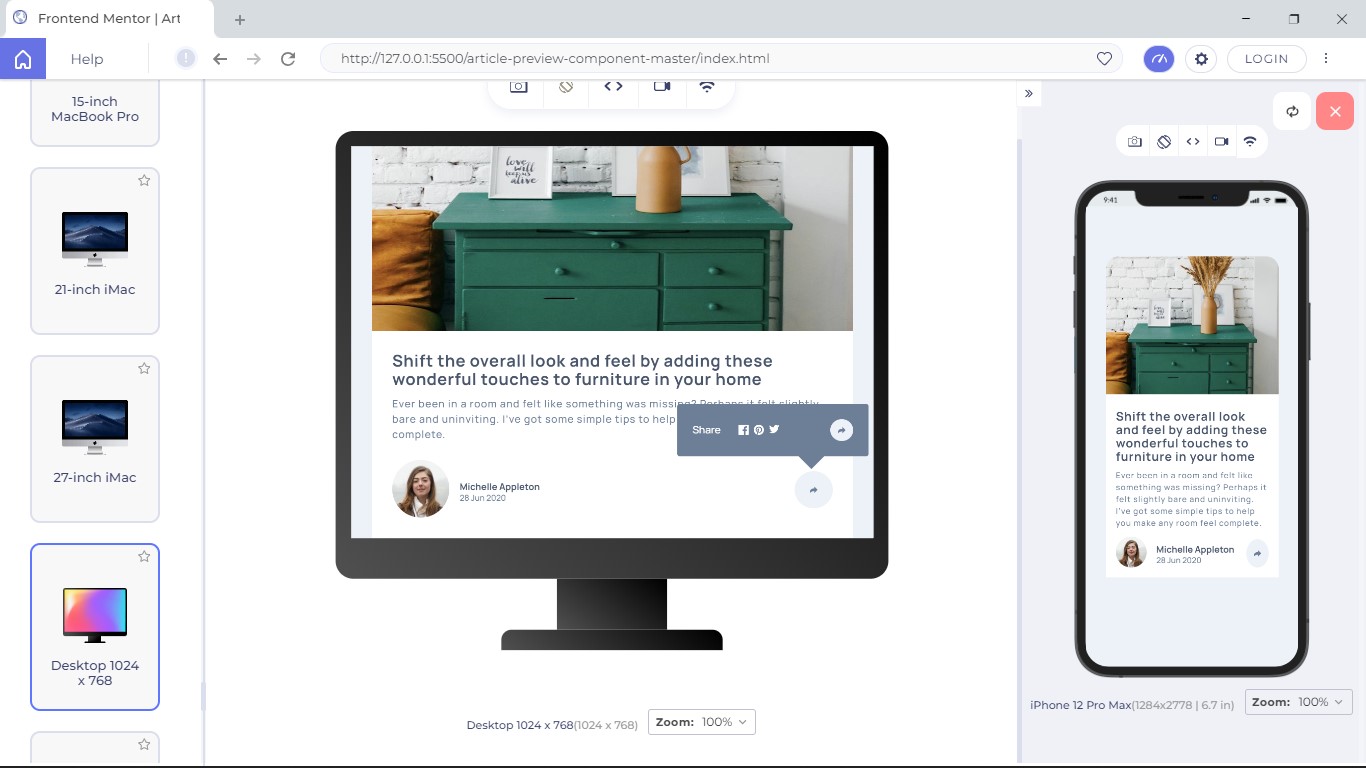 Frontend Mentor | Art
Help
http://127.0.0.1:5500/article-preview-component-master/index.html
LOGIN
15-inch
MacBook Pro
21-inch iMac
27-inch iMac
Desktop 1024
x 768
love
will
keep us
alive
Shift the overall look and feel by adding these
wonderful touches to furniture in your home
Ever been in a room and felt like something was missing? Perhaps it felt slightly
bare and uninviting. I've got some simple tips to help
complete.
Share
Michelle Appleton
28 Jun 2020
Desktop 1024 x 768(1024 x 768)
Zoom: 100%
9:41
Shift the overall look
and feel by adding these
wonderful touches to
furniture in your home
Ever been in a room and felt like
something was missing? Perhaps it
felt slightly bare and uninviting.
I've got some simple tips to help
you make any room feel complete.
Michelle Appleton
28 Jun 2020
iPhone 12 Pro Max(1284x2778 | 6.7 in)
Zoom: 100%